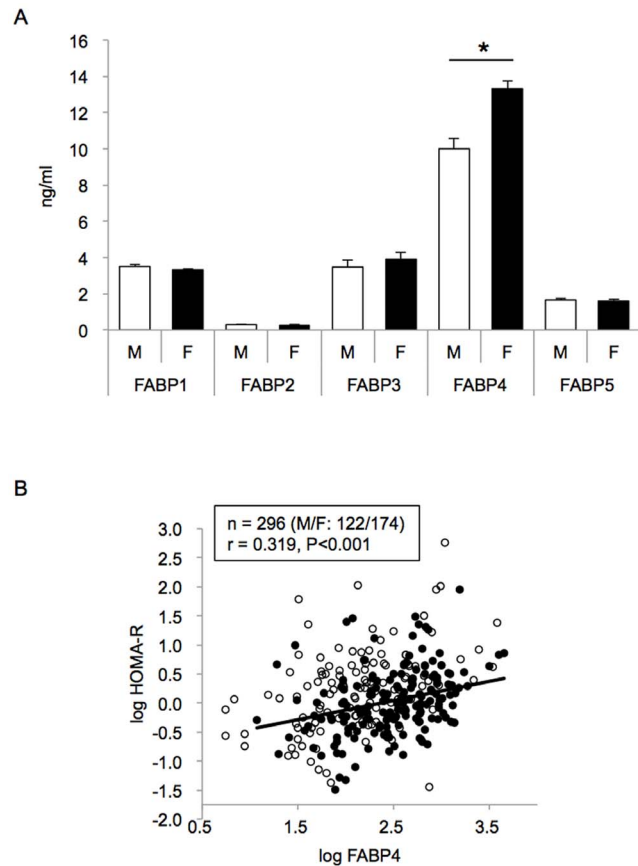 A
16
14
12
10
8
6
4
2
0
ng/ml
*
M F M F M F M F M F
FABP1 FABP2 FABP3 FABP4 FABP5
B
n = 296 (M/F: 122/174)
r = 0.319, P<0.001
3.0
2.5
2.0
1.5
1.0
0.5
0.0
-0.5
-1.0
-1.5
-2.0
log HOMA-R
0.5 1.5 2.5 3.5
log FABP4